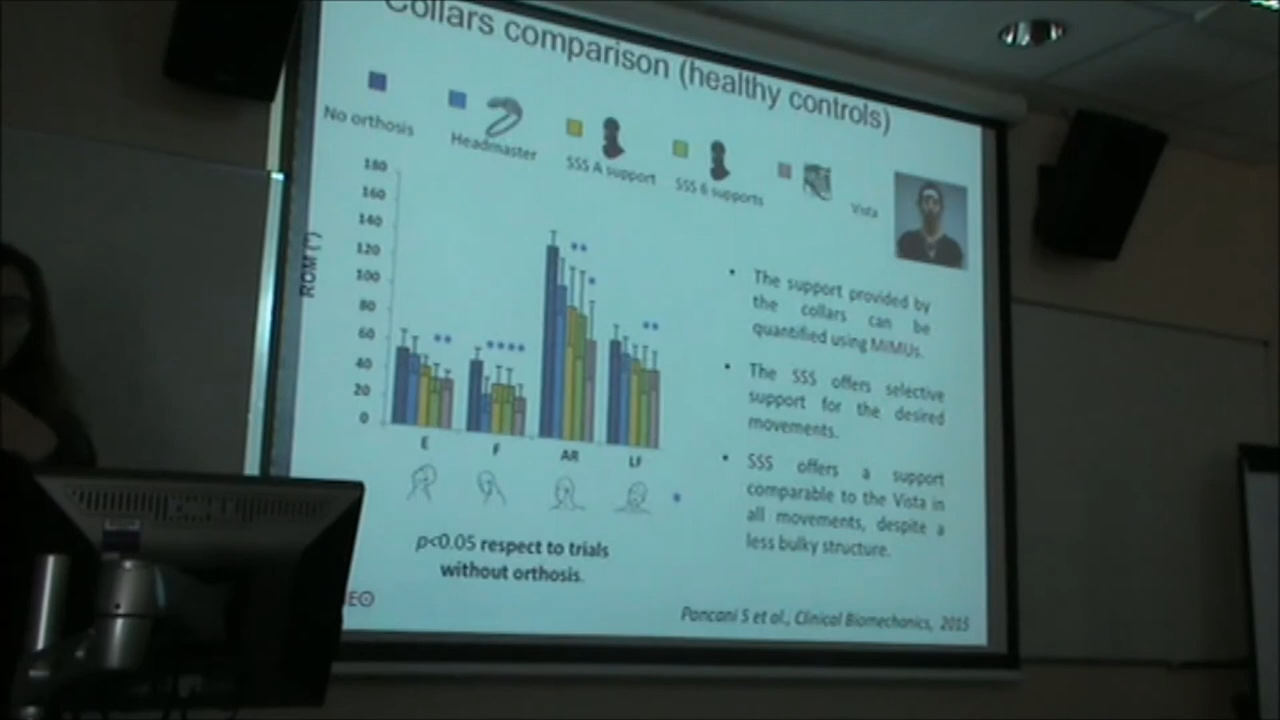 Collars comparison (healthy controls)
No orthosis
Headmaster
SSS A support
SSS 6 supports
Vista
ROM (°)
180
160
140
120
100
80
60
40
20
0
** **** ** * **
E F AR LF
*
p<0.05 respect to trials
without orthosis.
• The support provided by
the collars can be
quantified using MIMUs.
• The SSS offers selective
support for the desired
movements.
• SSS offers a support
comparable to the Vista in
all movements, despite a
less bulky structure.
Pancani S et al., Clinical Biomechanics, 2015